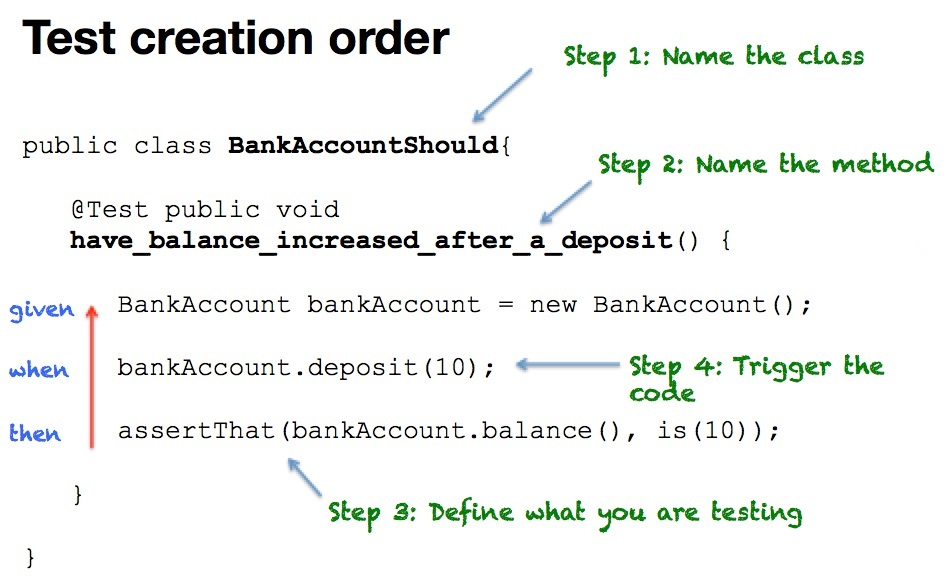 Test creation order
Step 1: Name the class
public class BankAccountShould{
Step 2: Name the method
@Test public void
have_balance_increased_after_a_deposit() {
given
BankAccount bankAccount = new BankAccount();
when
bankAccount.deposit(10);
Step 4: Trigger the
code
then
assertThat(bankAccount.balance(), is(10));
}
Step 3: Define what you are testing
}